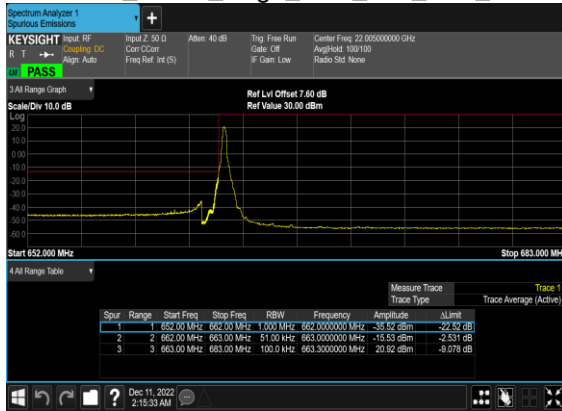 Spectrum Analyzer 1
Spurious Emissions
+
KEYSIGHT Input: RF Input Z: 50 Ω Atten: 40 dB Trig: Free Run Center Freq: 22.005000000 GHz
R T Coupling: DC Corr CCorr Gate: Off Avg|Hold: 100/100
Align: Auto Freq Ref: Int (S) IF Gain: Low Radio Std: None
PASS
3 All Range Graph
Ref Lvl Offset 7.60 dB
Scale/Div 10.0 dB Ref Value 30.00 dBm
Log
20.0
10.0
0.00
-10.0
-20.0
-30.0
-40.0
-50.0
-60.0
Start 652.000 MHz Stop 683.000 MH
4 All Range Table
Measure Trace Trace 1
Trace Type Trace Average (Active)
Spur Range Start Freq Stop Freq RBW Frequency Amplitude ΔLimit
1 1 652.00 MHz 662.00 MHz 1.000 MHz 662.0000000 MHz -35.52 dBm -22.52 dB
2 2 662.00 MHz 663.00 MHz 51.00 kHz 663.0000000 MHz -15.53 dBm -2.531 dB
3 3 663.00 MHz 683.00 MHz 100.0 kHz 663.3000000 MHz 20.92 dBm -9.078 dB
? Dec 11, 2022
2:15:33 AM